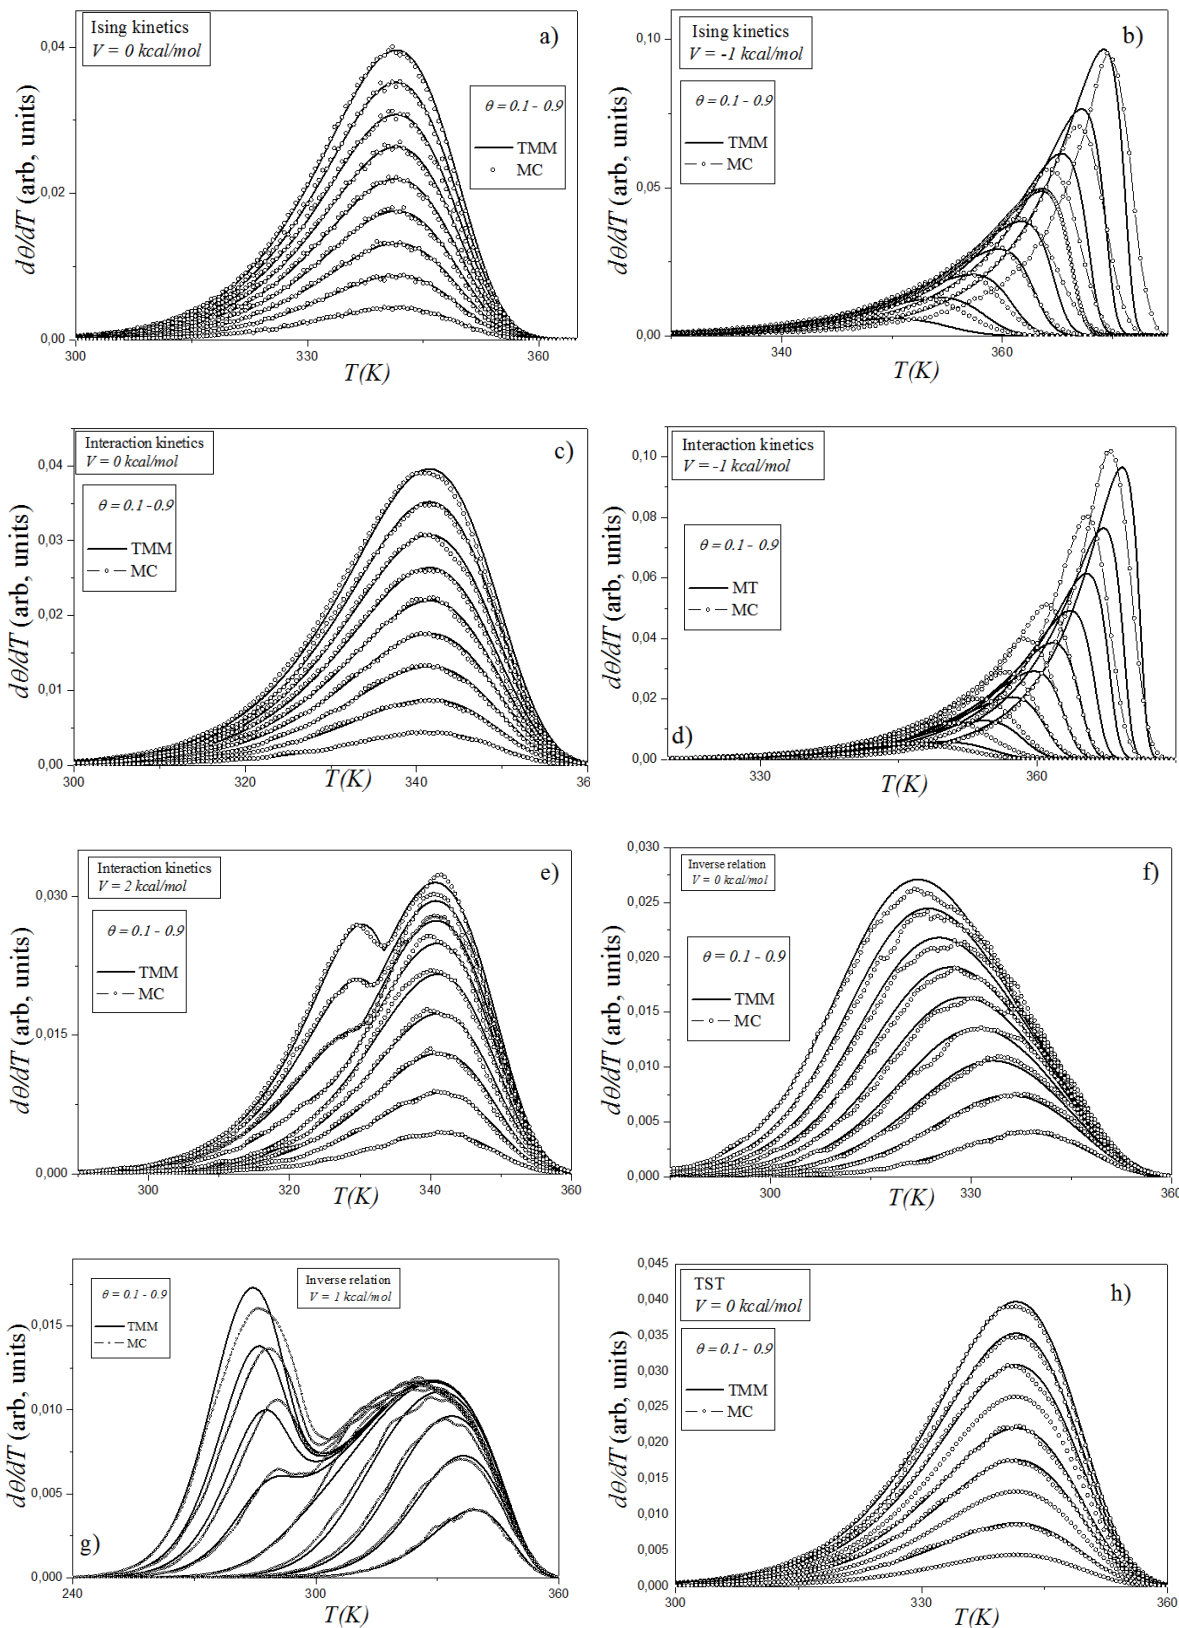 Ising kinetics
V = 0 kcal/mol
a)
θ = 0.1 - 0.9
TMM
MC
0,04
0,02
0,00
300
330
360
T(K)
dθ/dT (arb, units)
Ising kinetics
V = -1 kcal/mol
b)
θ = 0.1 - 0.9
TMM
MC
0,10
0,05
0,00
340
360
T(K)
dθ/dT (arb, units)
Interaction kinetics
V = 0 kcal/mol
c)
θ = 0.1 - 0.9
TMM
MC
0,04
0,03
0,02
0,01
0,00
300
320
340
36
T(K)
dθ/dT (arb, units)
Interaction kinetics
V = -1 kcal/mol
d)
θ = 0.1 - 0.9
MT
MC
0,10
0,08
0,06
0,04
0,02
0,00
330
360
T(K)
dθ/dT (arb, units)
Interaction kinetics
V = 2 kcal/mol
e)
θ = 0.1 - 0.9
TMM
MC
0,030
0,015
0,000
300
320
340
360
T(K)
dθ/dT (arb, units)
Inverse relation
V = 0 kcal/mol
f)
θ = 0.1 - 0.9
TMM
MC
0,030
0,025
0,020
0,015
0,010
0,005
0,000
300
330
360
T(K)
dθ/dT (arb, units)
θ = 0.1 - 0.9
TMM
MC
Inverse relation
V = 1 kcal/mol
g)
0,015
0,010
0,005
0,000
240
300
360
T(K)
dθ/dT (arb, units)
TST
V = 0 kcal/mol
h)
θ = 0.1 - 0.9
TMM
MC
0,045
0,040
0,035
0,030
0,025
0,020
0,015
0,010
0,005
0,000
300
330
360
T(K)
dθ/dT (arb, units)